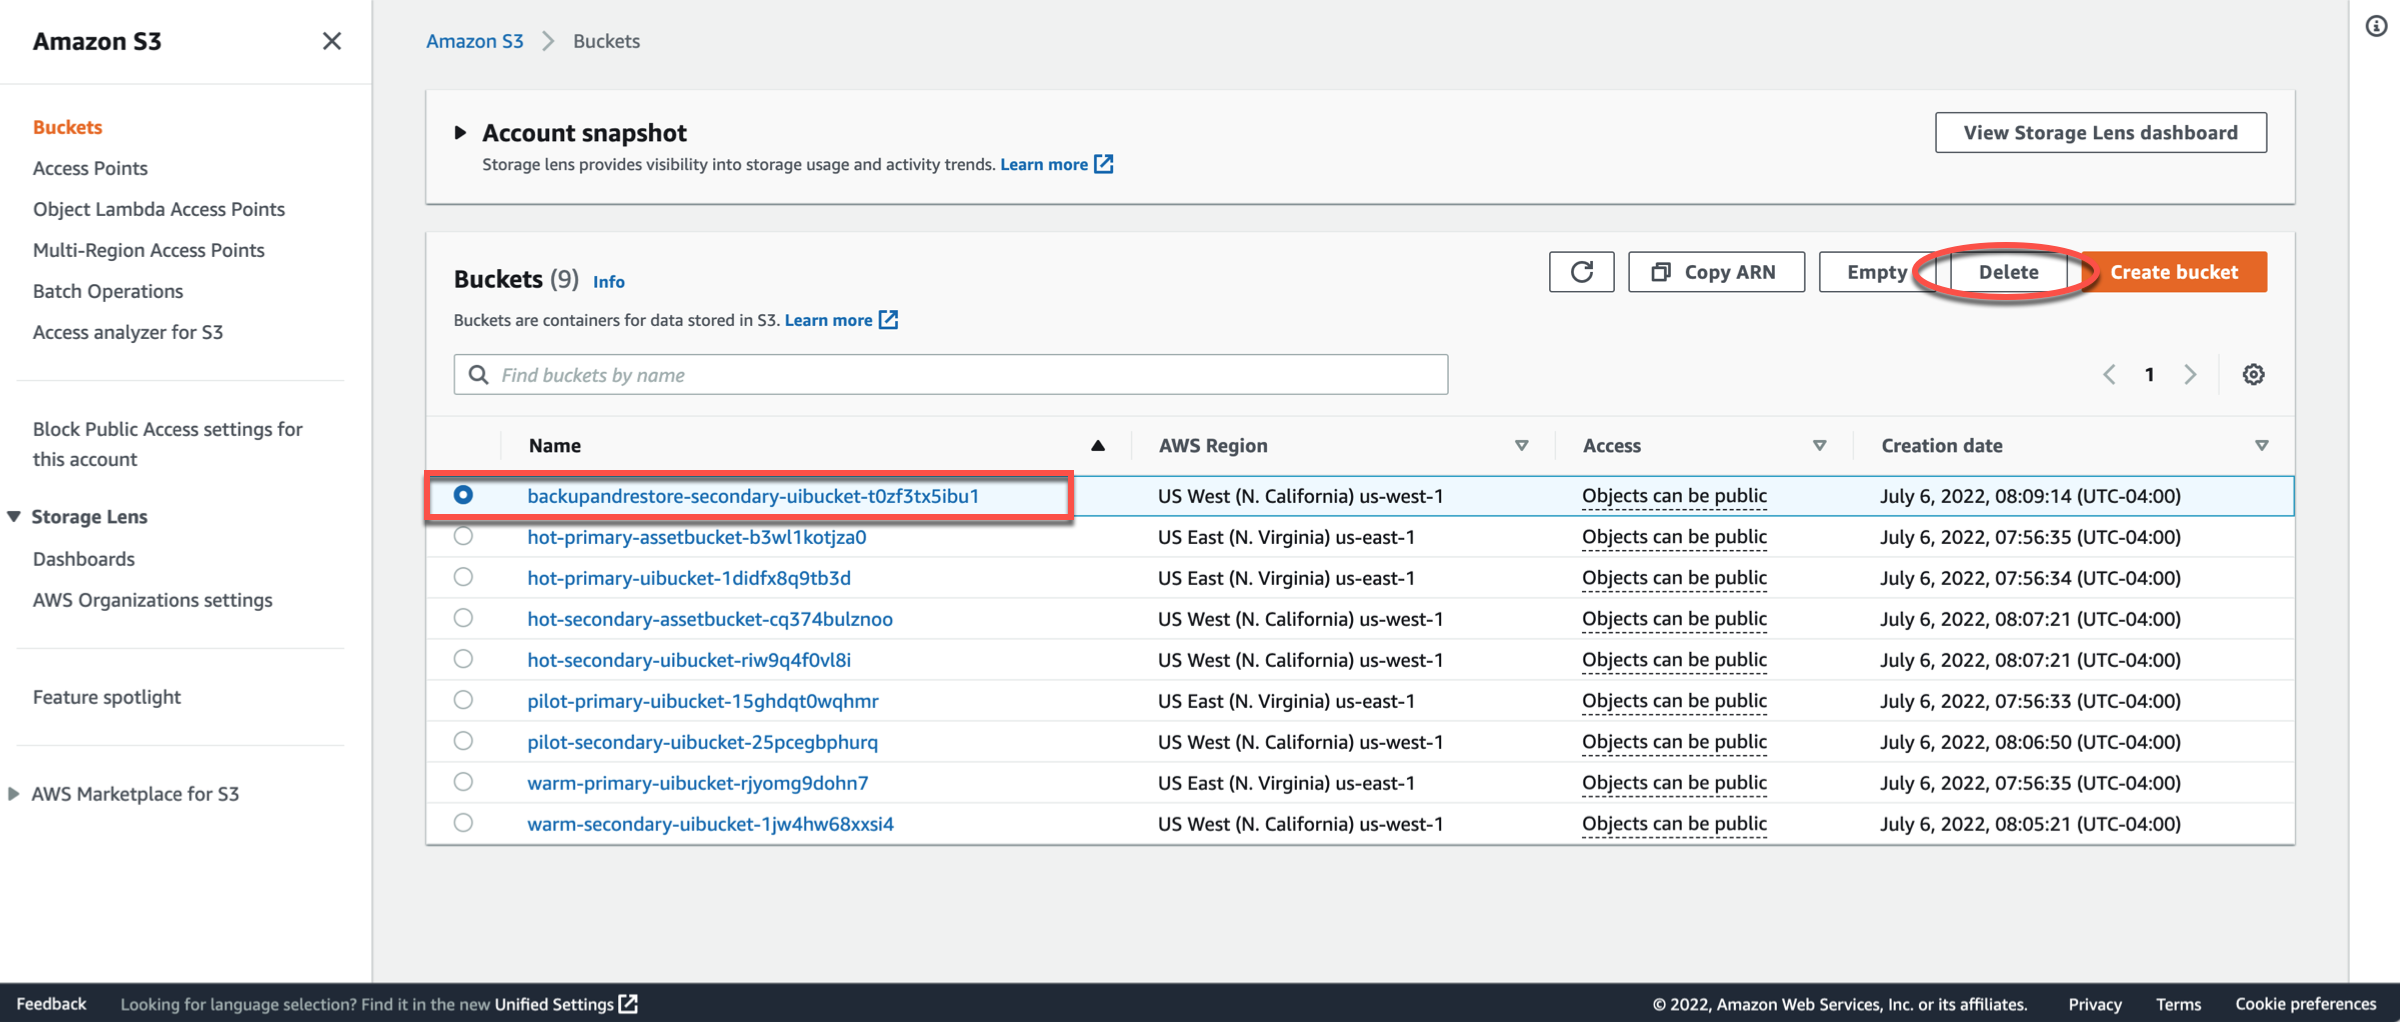 Amazon S3
Buckets
Access Points
Object Lambda Access Points
Multi-Region Access Points
Batch Operations
Access analyzer for S3
Block Public Access settings for
this account
Storage Lens
Dashboards
AWS Organizations settings
Feature spotlight
AWS Marketplace for S3
Amazon S3 Buckets
Account snapshot
View Storage Lens dashboard
Storage lens provides visibility into storage usage and activity trends. Learn more
Buckets (9) Info
Copy ARN Empty Delete Create bucket
Buckets are containers for data stored in S3. Learn more
Find buckets by name
1
Name AWS Region Access Creation date
backupandrestore-secondary-uibucket-t0zf3tx5ibu1 US West (N. California) us-west-1 Objects can be public July 6, 2022, 08:09:14 (UTC-04:00)
hot-primary-assetbucket-b3wl1kotjza0 US East (N. Virginia) us-east-1 Objects can be public July 6, 2022, 07:56:35 (UTC-04:00)
hot-primary-uibucket-1didfx8q9tb3d US East (N. Virginia) us-east-1 Objects can be public July 6, 2022, 07:56:34 (UTC-04:00)
hot-secondary-assetbucket-cq374bulznoo US West (N. California) us-west-1 Objects can be public July 6, 2022, 08:07:21 (UTC-04:00)
hot-secondary-uibucket-riw9q4f0vl8i US West (N. California) us-west-1 Objects can be public July 6, 2022, 08:07:21 (UTC-04:00)
pilot-primary-uibucket-15ghdqt0wqhmr US East (N. Virginia) us-east-1 Objects can be public July 6, 2022, 07:56:33 (UTC-04:00)
pilot-secondary-uibucket-25pcegbphurq US West (N. California) us-west-1 Objects can be public July 6, 2022, 08:06:50 (UTC-04:00)
warm-primary-uibucket-rjyomg9dohn7 US East (N. Virginia) us-east-1 Objects can be public July 6, 2022, 07:56:35 (UTC-04:00)
warm-secondary-uibucket-1jw4hw68xxsi4 US West (N. California) us-west-1 Objects can be public July 6, 2022, 08:05:21 (UTC-04:00)
Feedback Looking for language selection? Find it in the new Unified Settings © 2022, Amazon Web Services, Inc. or its affiliates. Privacy Terms Cookie preferences